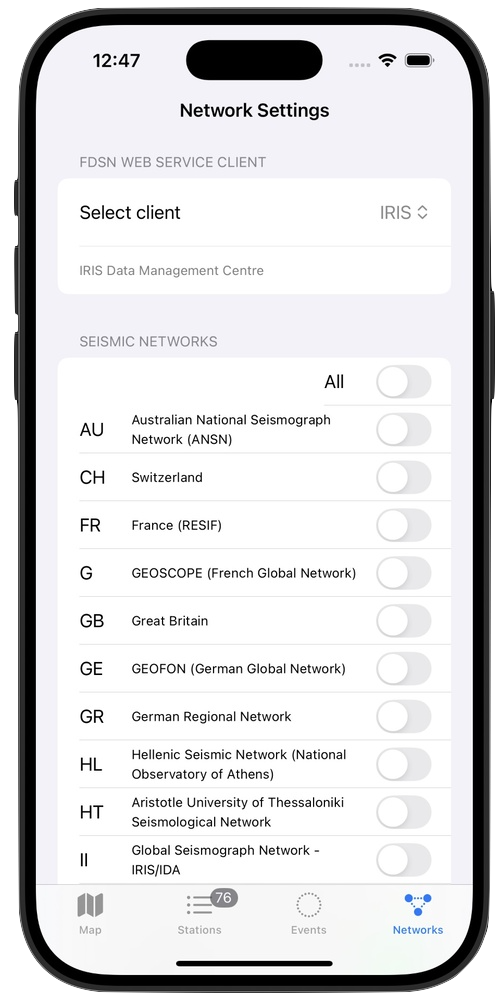 12:47
Network Settings
FDSN WEB SERVICE CLIENT
Select client IRIS
IRIS Data Management Centre
SEISMIC NETWORKS
All
AU Australian National Seismograph
Network (ANSN)
CH Switzerland
FR France (RESIF)
G GEOSCOPE (French Global Network)
GB Great Britain
GE GEOFON (German Global Network)
GR German Regional Network
HL Hellenic Seismic Network (National
Observatory of Athens)
HT Aristotle University of Thessaloniki
Seismological Network
II Global Seismograph Network -
IRIS/IDA
76
Map Stations Events Networks